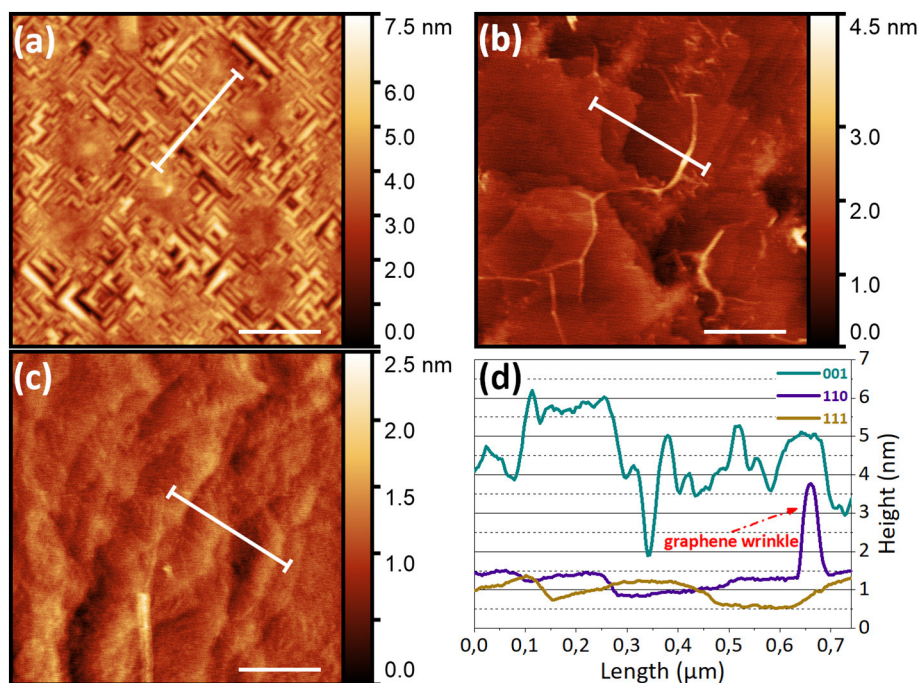 (a)
7.5 nm
6.0
5.0
4.0
3.0
2.0
0.0
(b)
4.5 nm
3.0
2.0
1.0
0.0
(c)
2.5 nm
2.0
1.5
1.0
0.0
(d)
001
110
111
graphene wrinkle
7
6
5
4
3
2
1
0
Height (nm)
0,0 0,1 0,2 0,3 0,4 0,5 0,6 0,7
Length (µm)